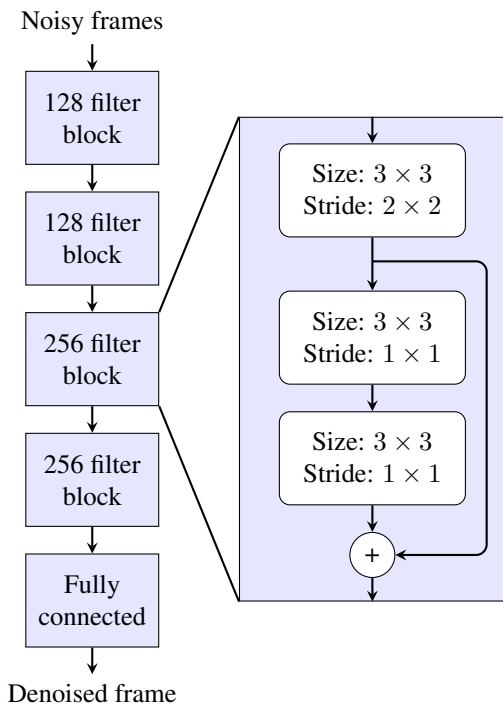 Noisy frames
128 filter
block
128 filter
block
256 filter
block
256 filter
block
Fully
connected
Denoised frame
Size: 3 × 3
Stride: 2 × 2
Size: 3 × 3
Stride: 1 × 1
Size: 3 × 3
Stride: 1 × 1
+